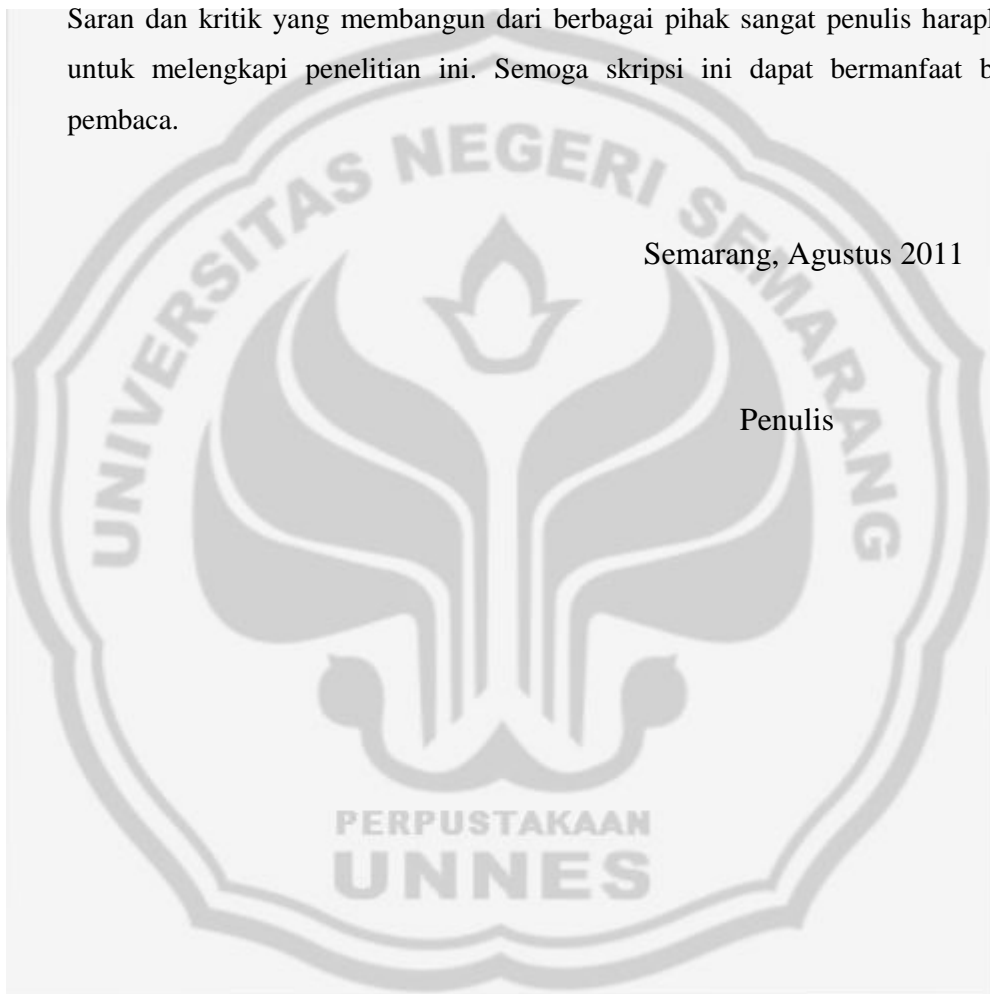 Saran dan kritik yang membangun dari berbagai pihak sangat penulis harap
untuk melengkapi penelitian ini. Semoga skripsi ini dapat bermanfaat b
pembaca.
UNIVERSITAS NEGERI SEMARANG
Semarang, Agustus 2011
Penulis
PERPUSTAKAAN
UNNES